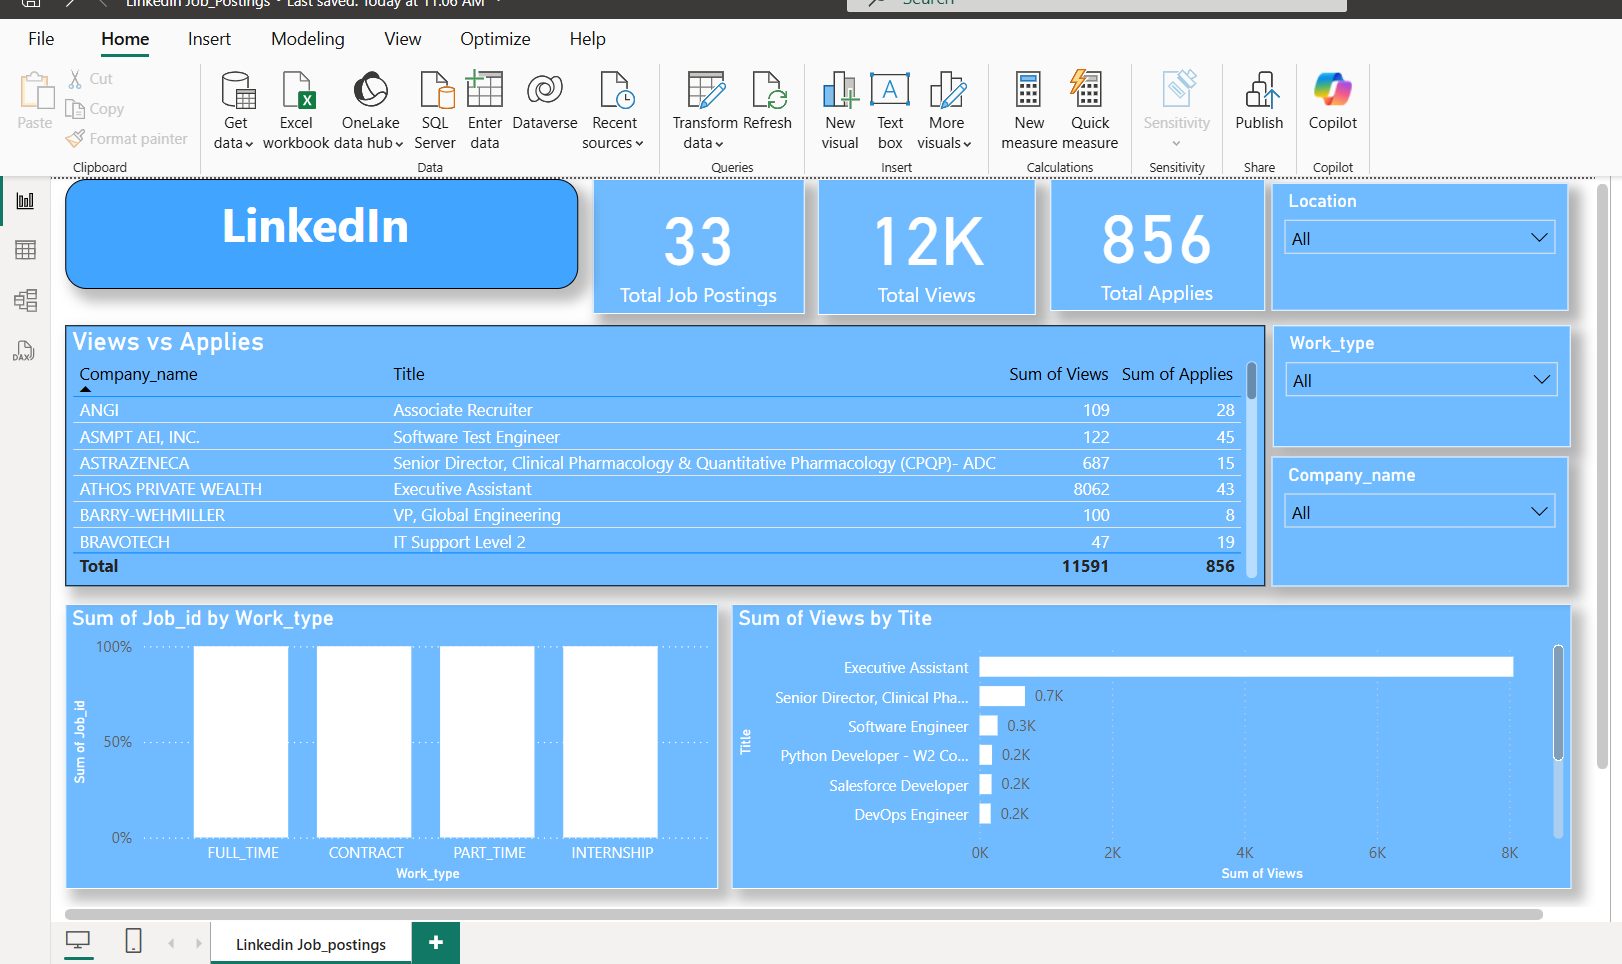 LinkedIn Job_Postings • Last saved: Today at 11:06 AM
Search
File Home Insert Modeling View Optimize Help
Paste
Cut
Copy
Format painter
Clipboard
Get data
Excel workbook
OneLake data hub
SQL Server
Enter data
Dataverse
Recent sources
Data
Transform data
Refresh
Queries
New visual
Text box
More visuals
Insert
New measure
Quick measure
Calculations
Sensitivity
Sensitivity
Publish
Share
Copilot
Copilot
DAX
LinkedIn
33
Total Job Postings
12K
Total Views
856
Total Applies
Location
All
Views vs Applies
Company_name Title Sum of Views Sum of Applies
ANGI Associate Recruiter 109 28
ASMPT AEI, INC. Software Test Engineer 122 45
ASTRAZENECA Senior Director, Clinical Pharmacology & Quantitative Pharmacology (CPQP)- ADC 687 15
ATHOS PRIVATE WEALTH Executive Assistant 8062 43
BARRY-WEHMILLER VP, Global Engineering 100 8
BRAVOTECH IT Support Level 2 47 19
Total 11591 856
Work_type
All
Company_name
All
Sum of Job_id by Work_type
Sum of Job_id
100%
50%
0%
FULL_TIME CONTRACT PART_TIME INTERNSHIP
Work_type
Sum of Views by Tite
Title
Executive Assistant
Senior Director, Clinical Pha... 0.7K
Software Engineer 0.3K
Python Developer - W2 Co... 0.2K
Salesforce Developer 0.2K
DevOps Engineer 0.2K
0K 2K 4K 6K 8K
Sum of Views
Linkedin Job_postings